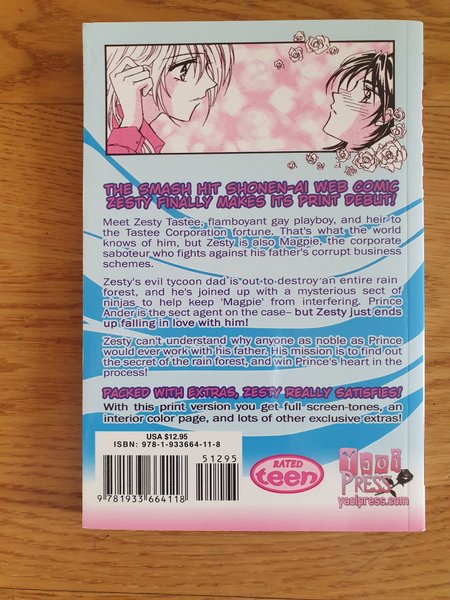 THE SMASH HIT SHONEN-AI WEB COMIC
ZESTY FINALLY MAKES ITS PRINT DEBUT!
Meet Zesty Tastee, flamboyant gay playboy, and heir to
the Tastee Corporation fortune. That's what the world
knows of him, but Zesty is also Magpie, the corporate
saboteur who fights against his father's corrupt business
schemes.
Zesty's evil tycoon dad is out to destroy an entire rain
forest, and he's joined up with a mysterious sect of
ninjas to help keep 'Magpie' from interfering. Prince
Ander is the sect agent on the case– but Zesty just ends
up falling in love with him!
Zesty can't understand why anyone as noble as Prince
would ever work with his father. His mission is to find out
the secret of the rain forest, and win Prince's heart in the
process!
PACKED WITH EXTRAS, ZESTY REALLY SATISFIES!
With this print version you get full screen-tones, an
interior color page, and lots of other exclusive extras!
USA $12.95
ISBN: 978-1-933664-11-8
51295
9 781933 664118
RATED
teen
Yaoi
PRESS
yaoipress.com